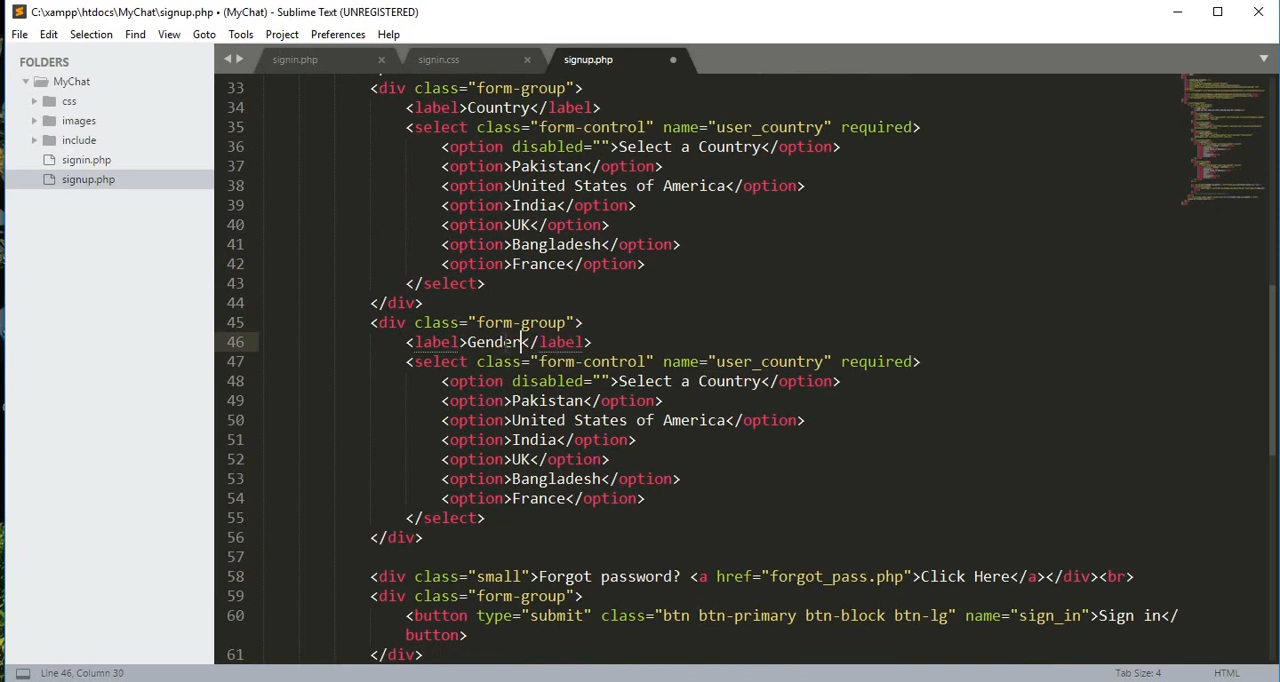 C:\xampp\htdocs\MyChat\signup.php • (MyChat) - Sublime Text (UNREGISTERED)
File Edit Selection Find View Goto Tools Project Preferences Help
FOLDERS
MyChat
css
images
include
signin.php
signup.php
signin.php signin.css signup.php
33 <div class="form-group">
34 <label>Country</label>
35 <select class="form-control" name="user_country" required>
36 <option disabled="">Select a Country</option>
37 <option>Pakistan</option>
38 <option>United States of America</option>
39 <option>India</option>
40 <option>UK</option>
41 <option>Bangladesh</option>
42 <option>France</option>
43 </select>
44 </div>
45 <div class="form-group">
46 <label>Gender</label>
47 <select class="form-control" name="user_country" required>
48 <option disabled="">Select a Country</option>
49 <option>Pakistan</option>
50 <option>United States of America</option>
51 <option>India</option>
52 <option>UK</option>
53 <option>Bangladesh</option>
54 <option>France</option>
55 </select>
56 </div>
57
58 <div class="small">Forgot password? <a href="forgot_pass.php">Click Here</a></div><br>
59 <div class="form-group">
60 <button type="submit" class="btn btn-primary btn-block btn-lg" name="sign_in">Sign in</
button>
61 </div>
Line 46, Column 30 Tab Size: 4 HTML